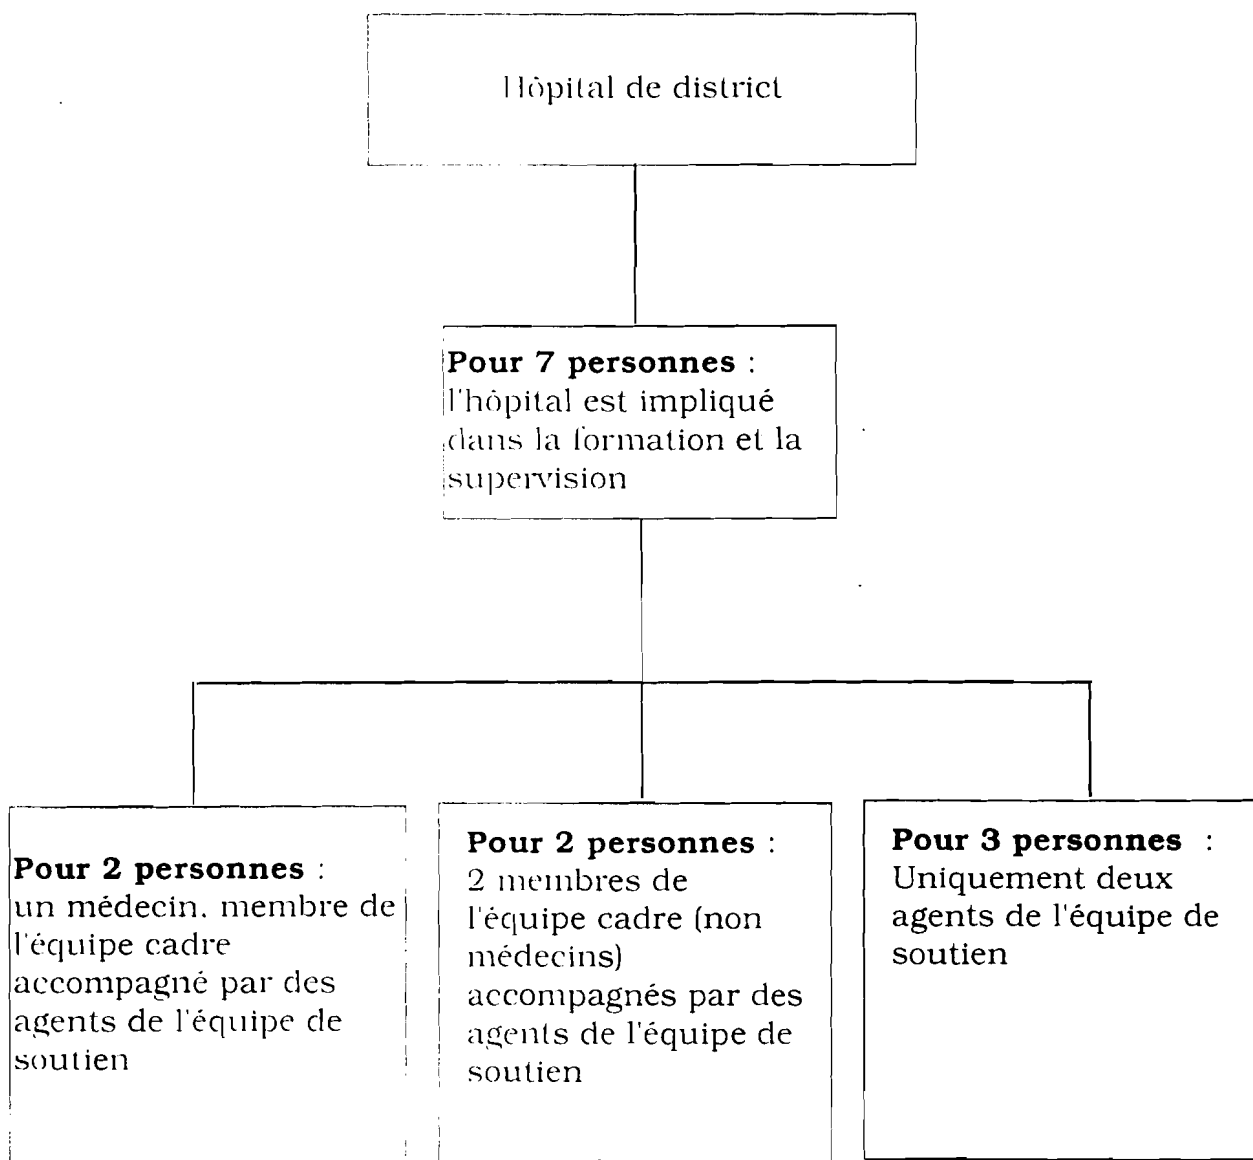 Hôpital de district
Pour 7 personnes :
l'hôpital est impliqué
dans la formation et la
supervision
Pour 2 personnes :
un médecin, membre de
l'équipe cadre
accompagné par des
agents de l'équipe de
soutien
Pour 2 personnes :
2 membres de
l'équipe cadre (non
médecins)
accompagnés par des
agents de l'équipe de
soutien
Pour 3 personnes :
Uniquement deux
agents de l'équipe de
soutien